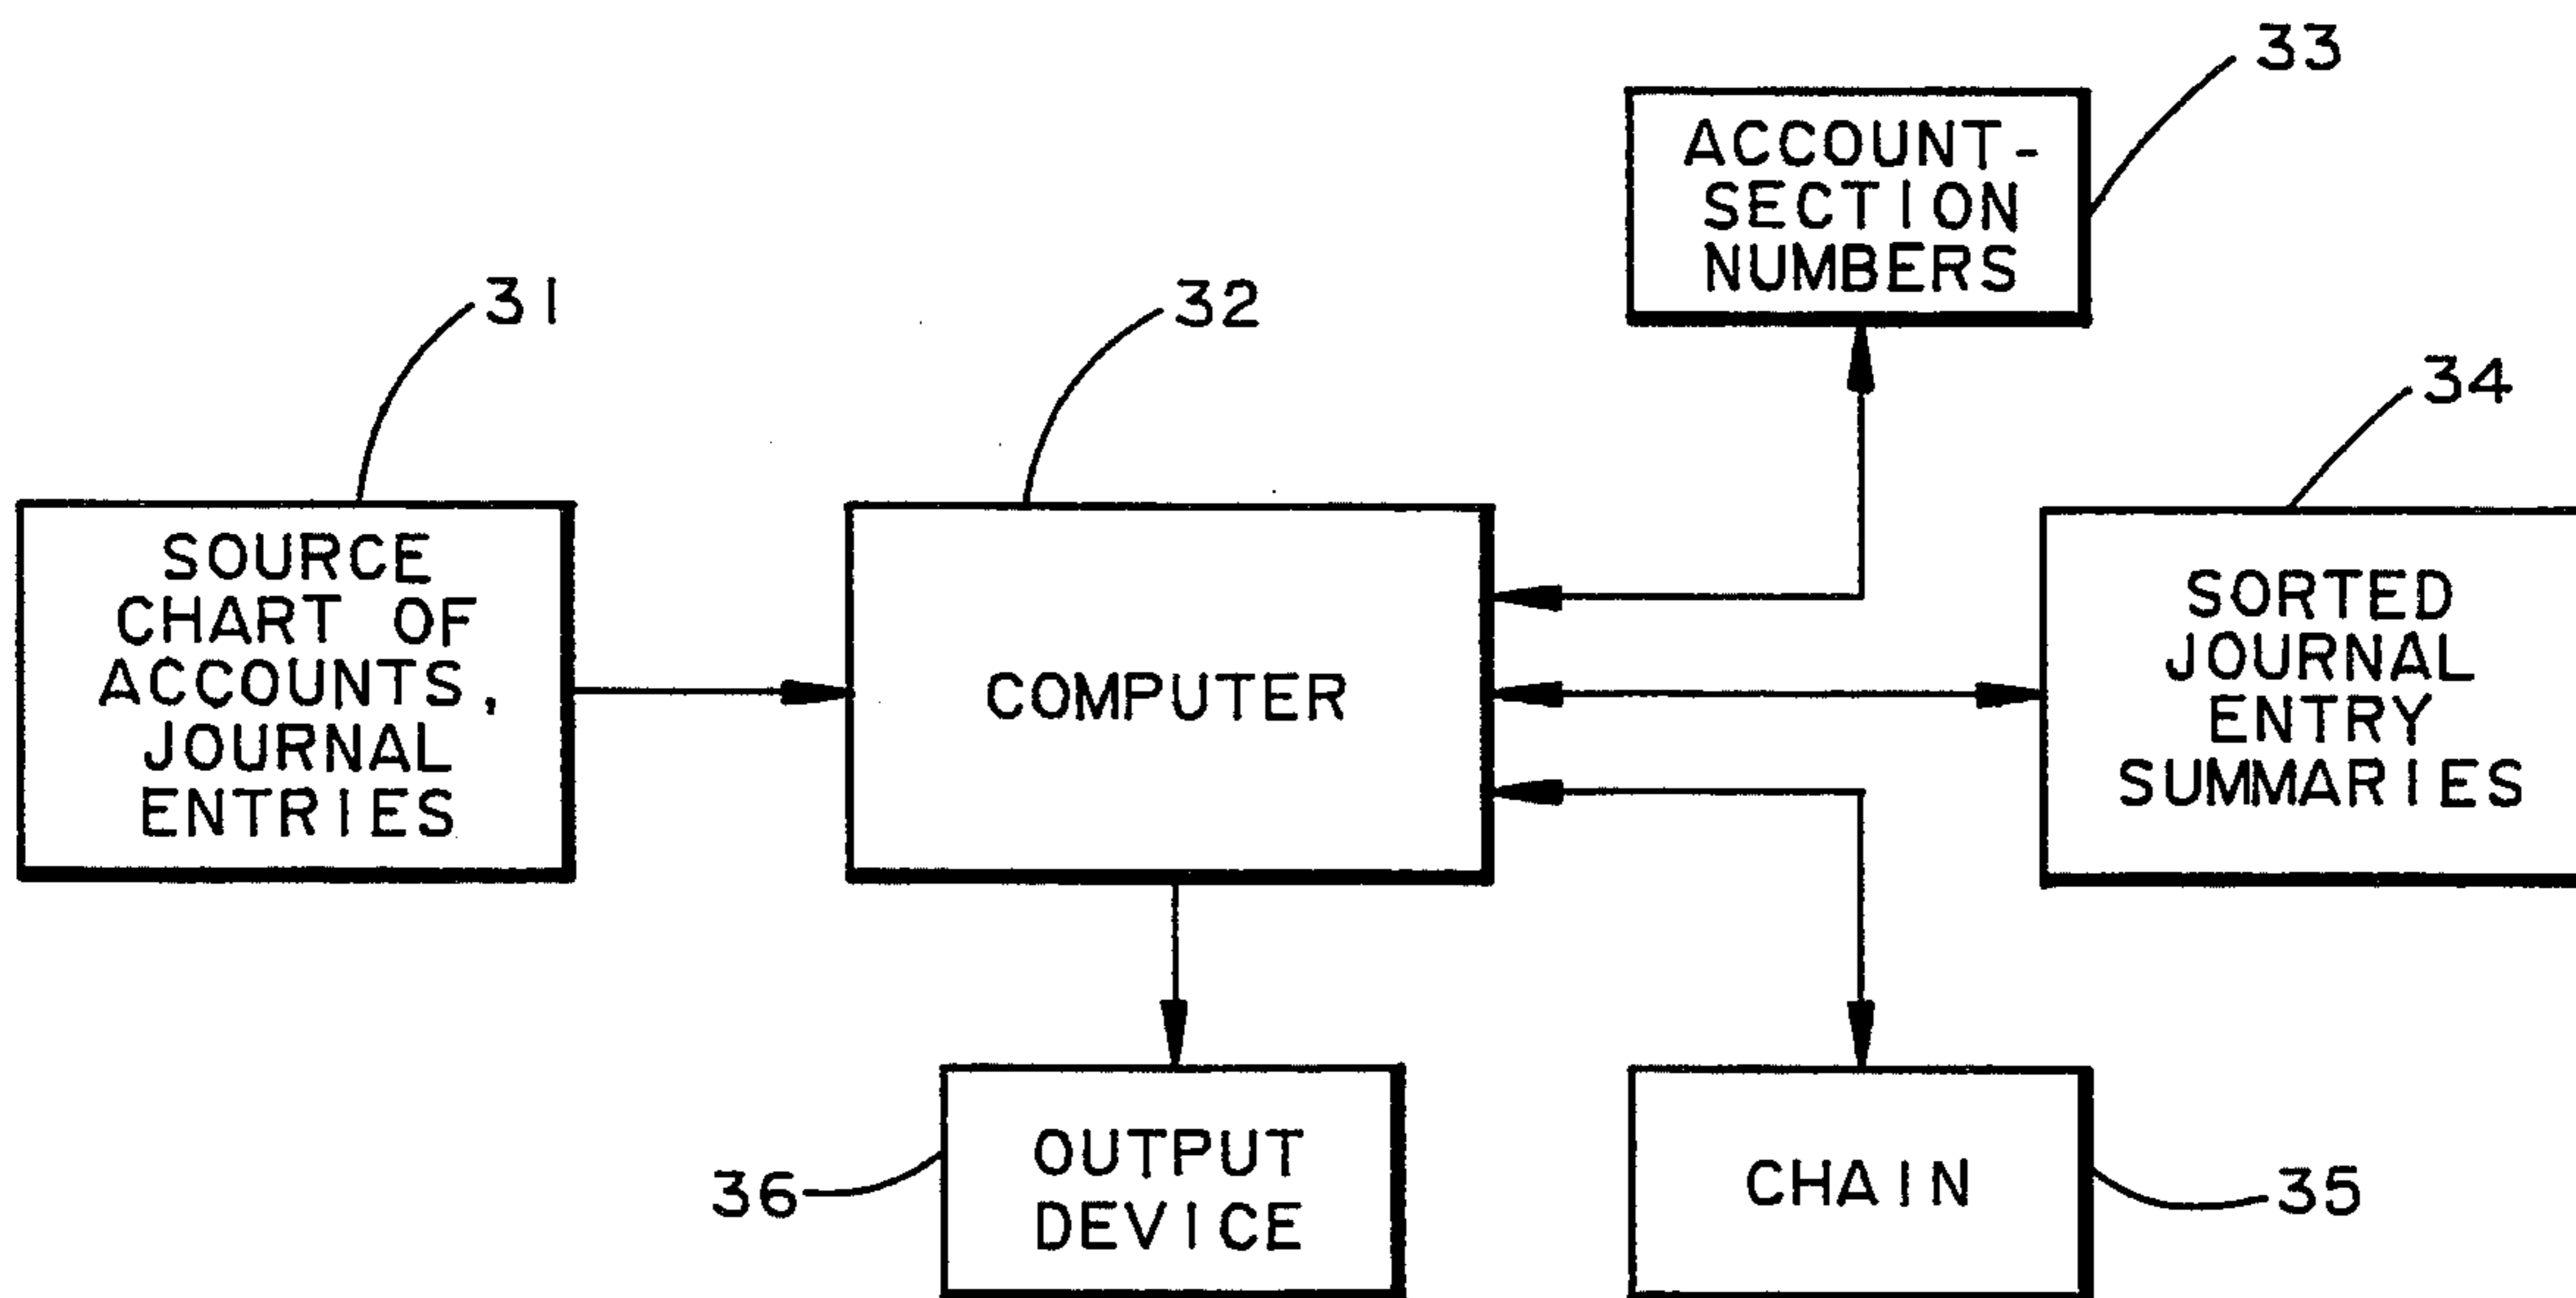 33
ACCOUNT-
SECTION
NUMBERS
31
32
34
SOURCE
CHART OF
ACCOUNTS,
JOURNAL
ENTRIES
COMPUTER
SORTED
JOURNAL
ENTRY
SUMMARIES
36
OUTPUT
DEVICE
CHAIN
35